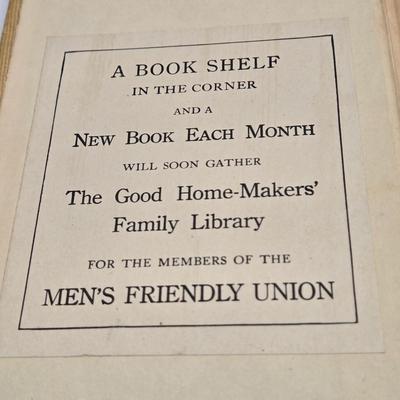 A BOOK SHELF
IN THE CORNER
AND A
NEW BOOK EACH MONTH
WILL SOON GATHER
The Good Home-Makers'
Family Library
FOR THE MEMBERS OF THE
MEN'S FRIENDLY UNION